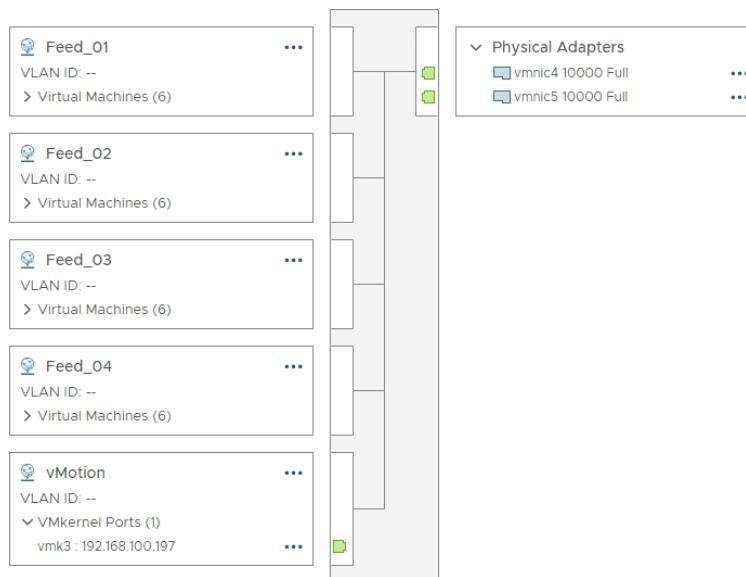 Feed_01
VLAN ID: --
Virtual Machines (6)
Feed_02
VLAN ID: --
Virtual Machines (6)
Feed_03
VLAN ID: --
Virtual Machines (6)
Feed_04
VLAN ID: --
Virtual Machines (6)
vMotion
VLAN ID: --
VMkernel Ports (1)
vmk3 : 192.168.100.197
Physical Adapters
vmnic4 10000 Full
vmnic5 10000 Full